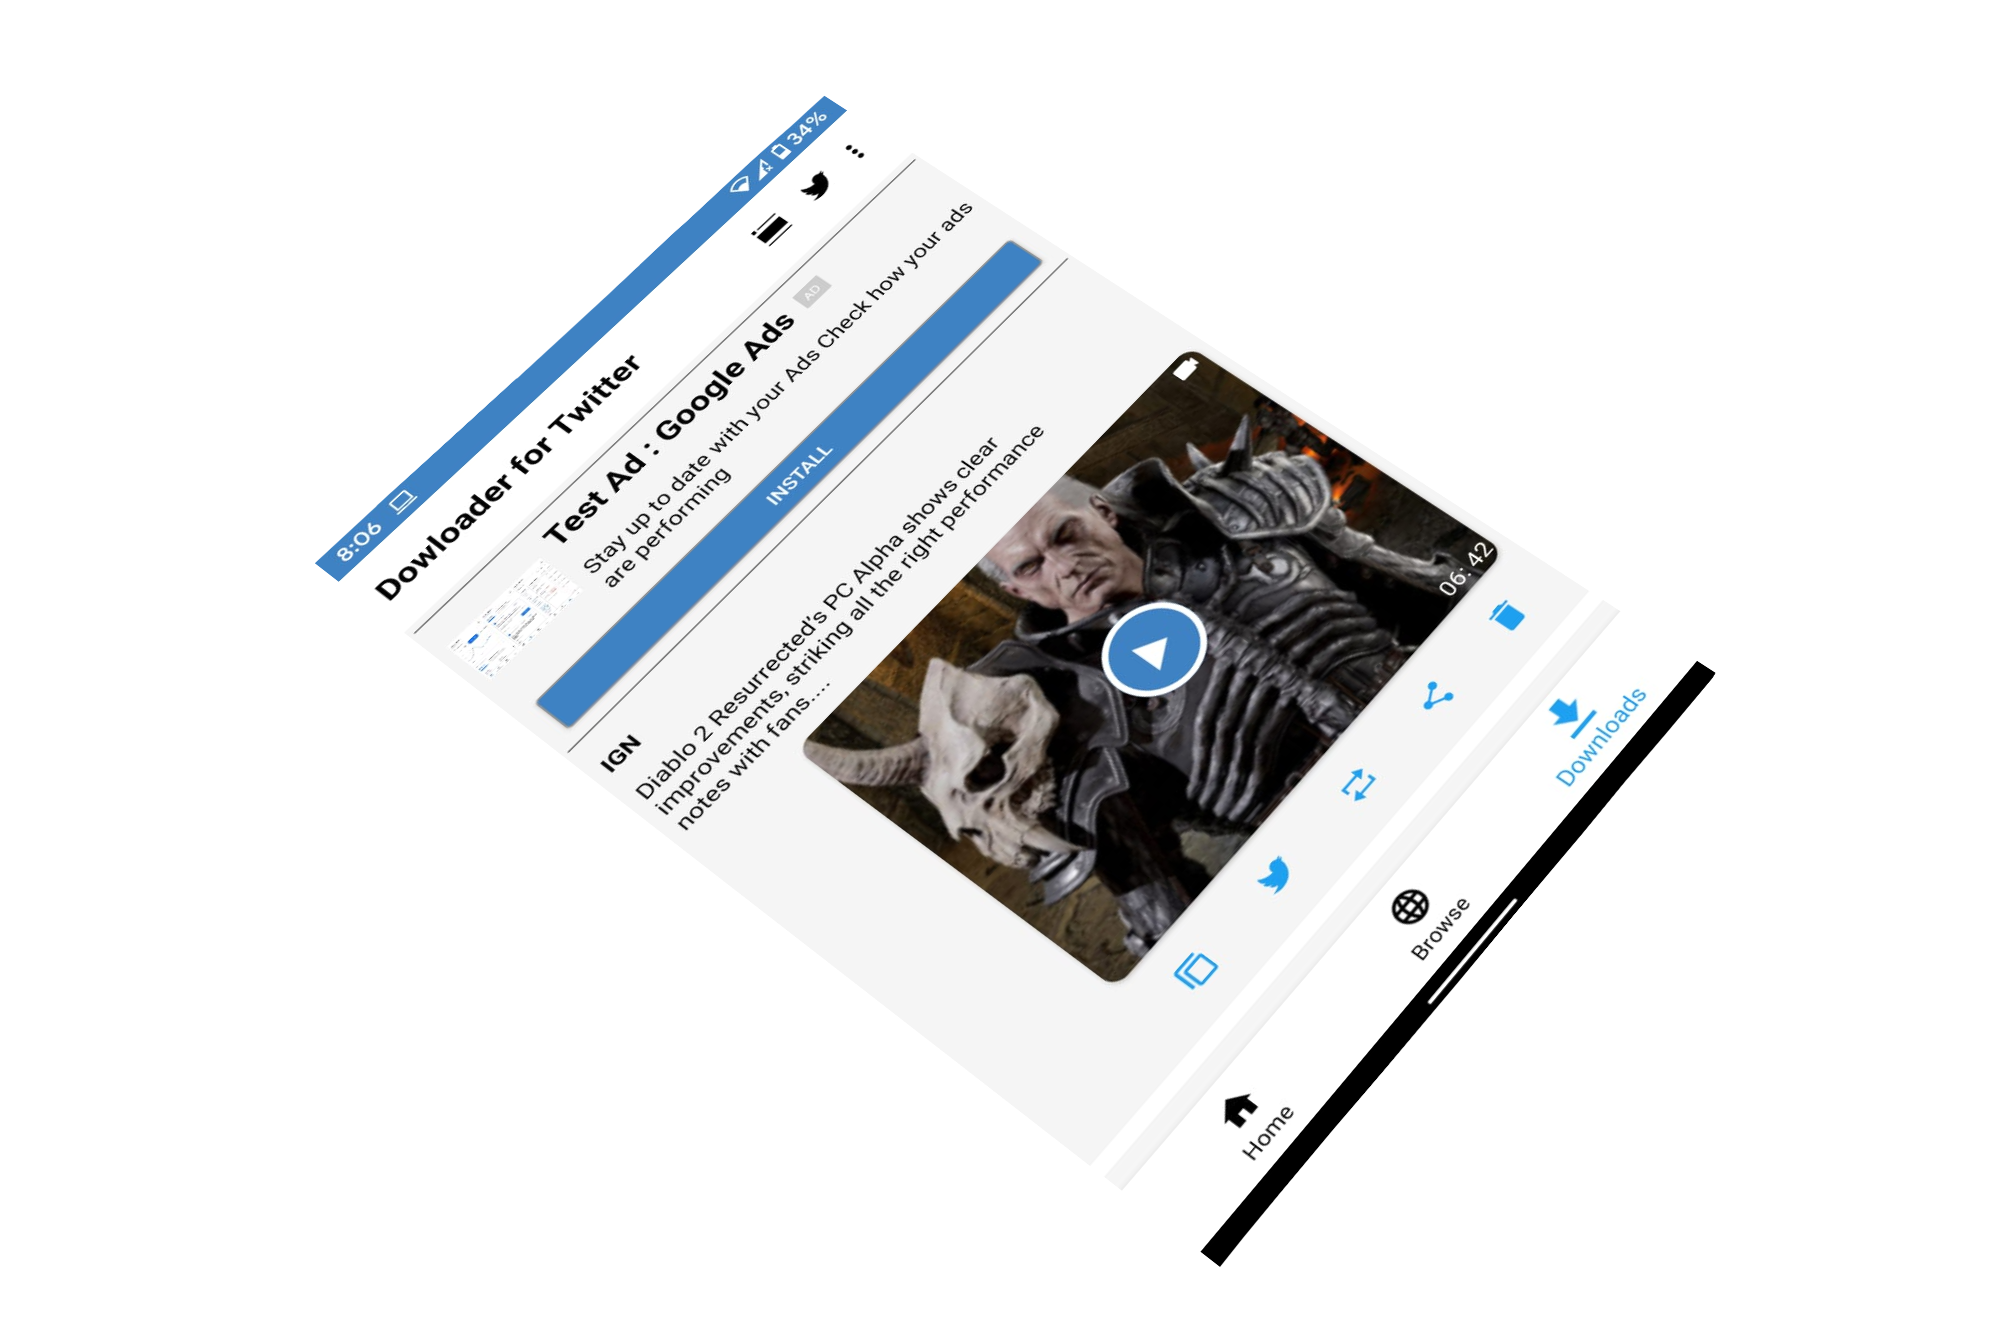 8:06
34%
Dowloader for Twitter
Test Ad : Google Ads
AD
Stay up to date with your Ads Check how your ads
are performing
INSTALL
IGN
Diablo 2 Resurrected's PC Alpha shows clear
improvements, striking all the right performance
notes with fans....
06: 42
Home
Browse
Downloads